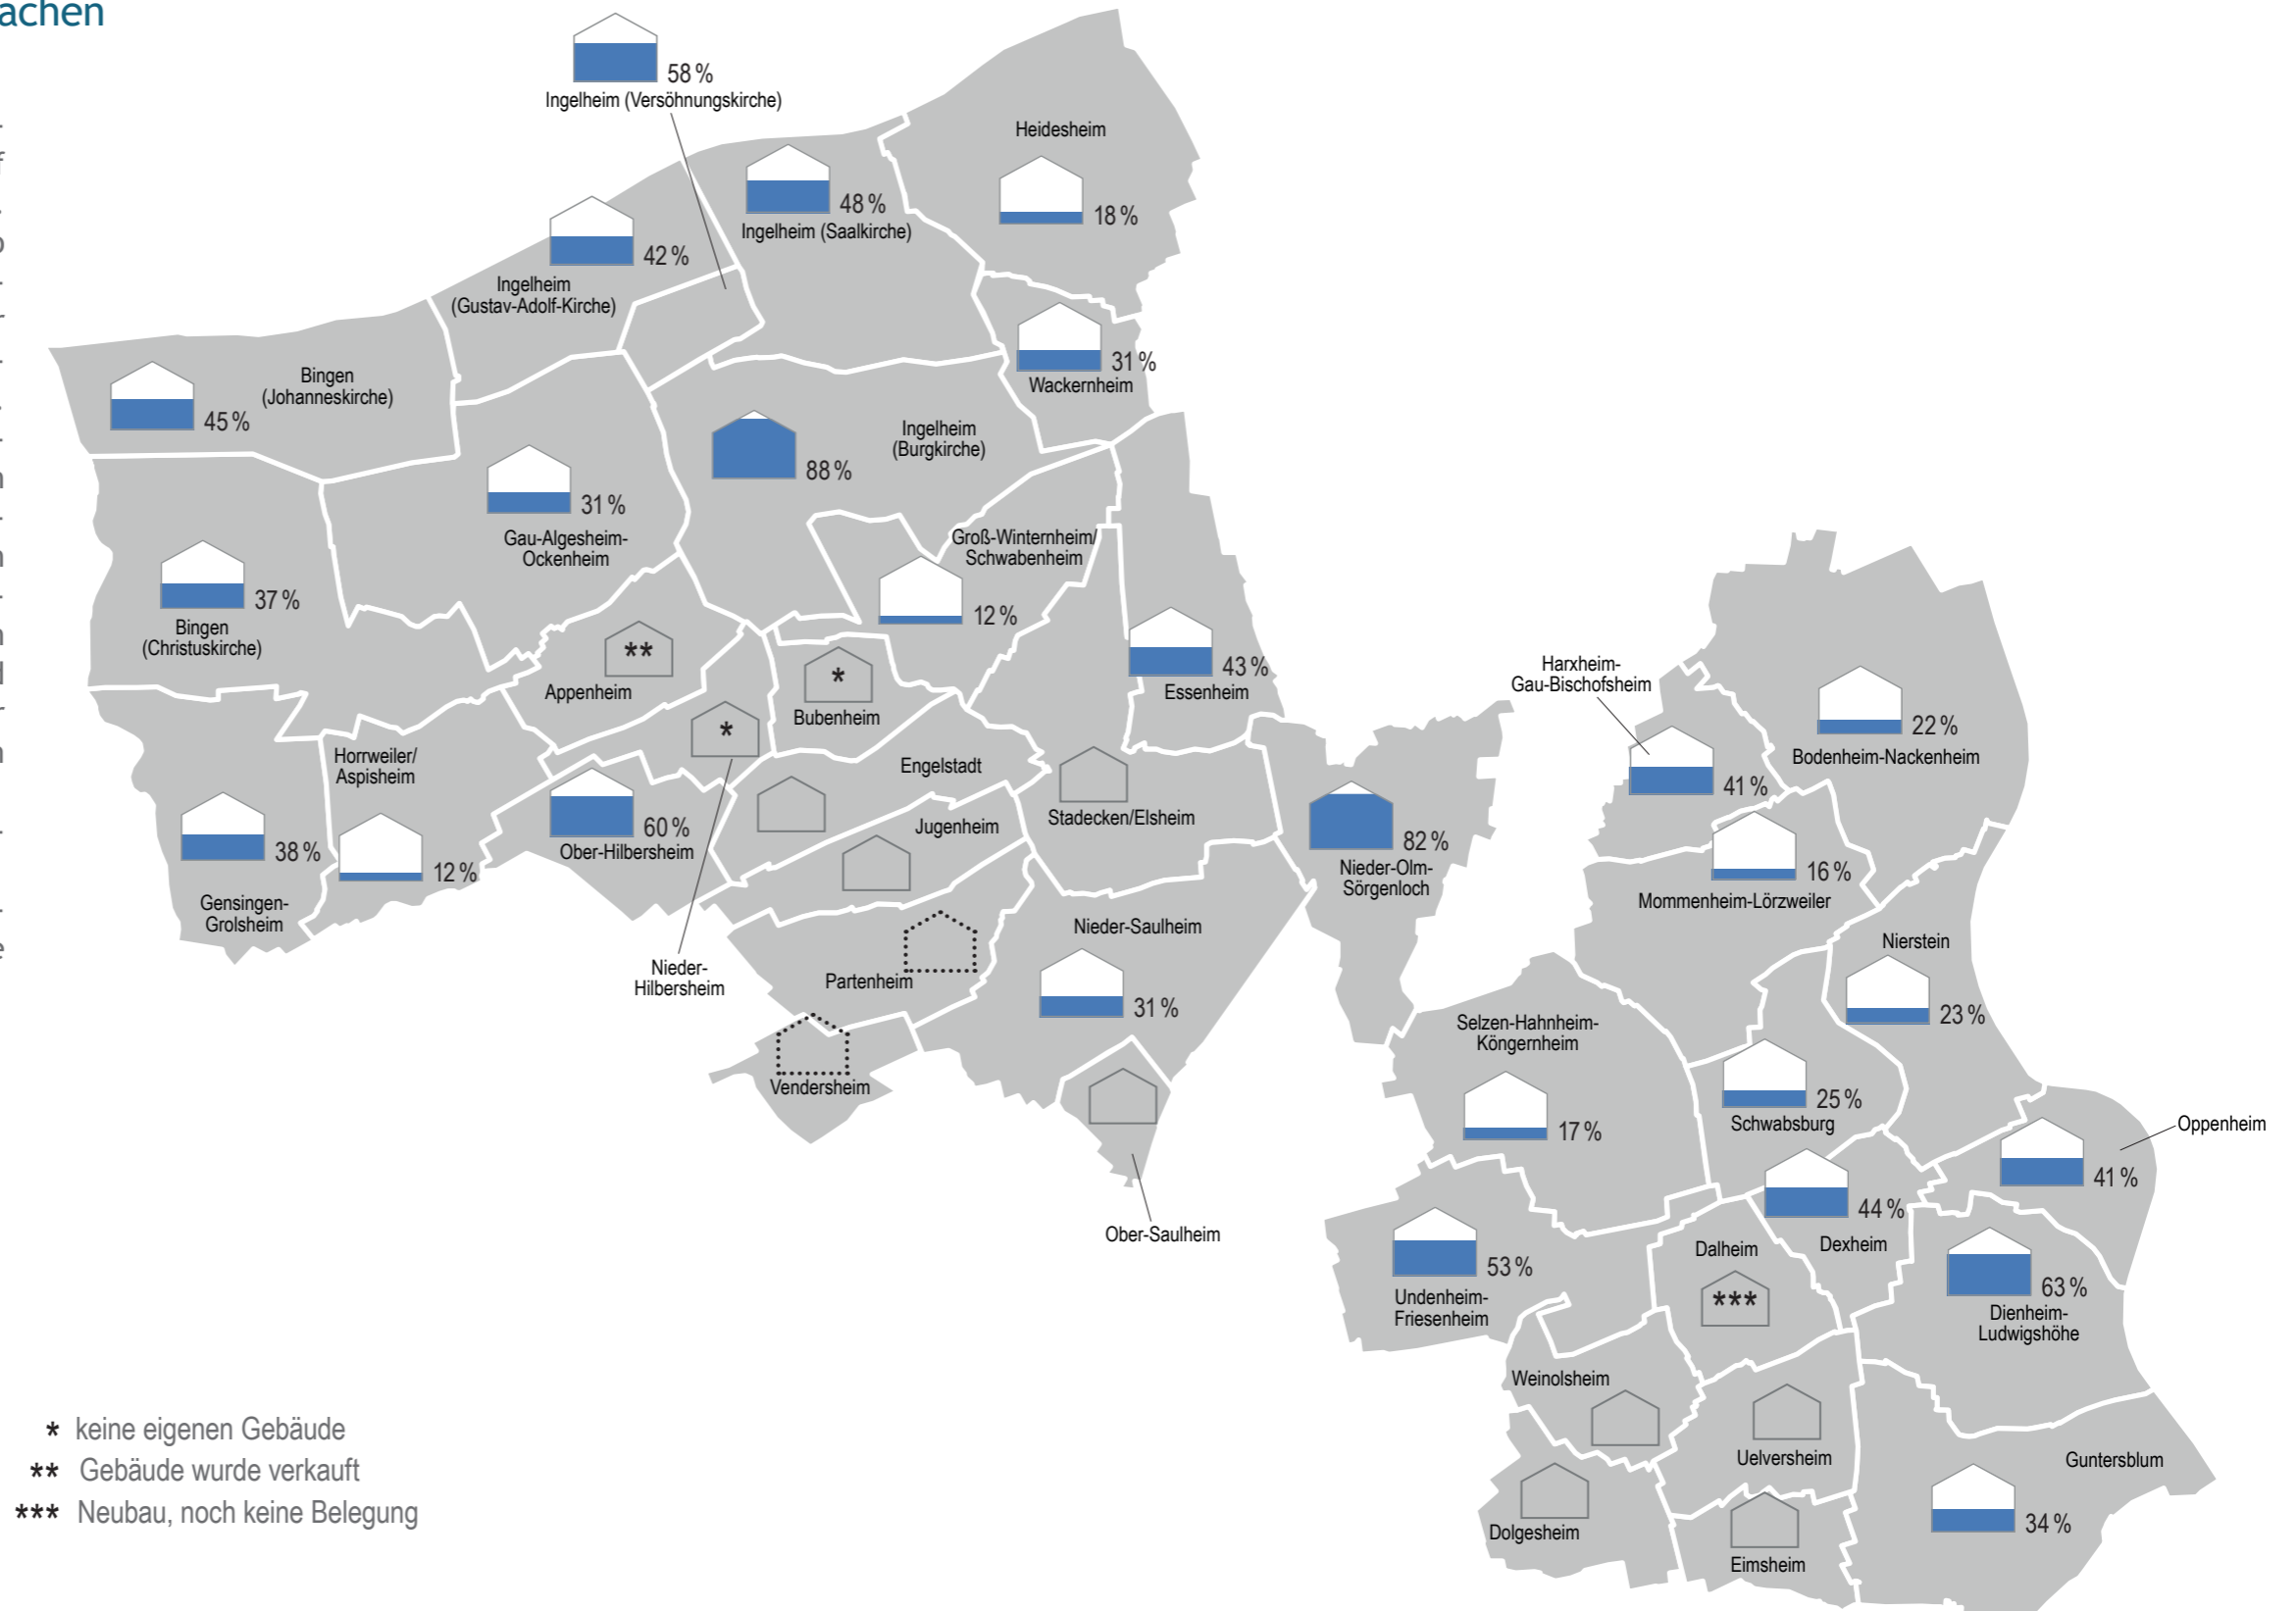 achen
58 %
Ingelheim (Versöhnungskirche)
Heidesheim
18 %
48 %
Ingelheim (Saalkirche)
42 %
Ingelheim
(Gustav-Adolf-Kirche)
31 %
Wackernheim
Bingen
(Johanneskirche)
45 %
Ingelheim
(Burgkirche)
88 %
31 %
Gau-Algesheim-
Ockenheim
Groß-Winternheim/
Schwabenheim
12 %
37 %
Bingen
(Christuskirche)
**
Appenheim
*
Bubenheim
43 %
Essenheim
*
Nieder-
Hilbersheim
Horrweiler/
Aspisheim
12 %
38 %
Gensingen-
Grolsheim
60 %
Ober-Hilbersheim
Engelstadt
Jugenheim
Stadecken/Elsheim
82 %
Nieder-Olm-
Sörgenloch
Partenheim
Nieder-Saulheim
31 %
Vendersheim
Ober-Saulheim
Harxheim-
Gau-Bischofsheim
41 %
22 %
Bodenheim-Nackenheim
16 %
Mommenheim-Lörzweiler
Nierstein
23 %
Selzen-Hahnheim-
Köngernheim
17 %
25 %
Schwabsburg
Oppenheim
41 %
44 %
Dexheim
53 %
Undenheim-
Friesenheim
Dalheim
***
63 %
Dienheim-
Ludwigshöhe
Weinolsheim
Uelversheim
Guntersblum
34 %
Dolgesheim
Eimsheim
* keine eigenen Gebäude
** Gebäude wurde verkauft
*** Neubau, noch keine Belegung